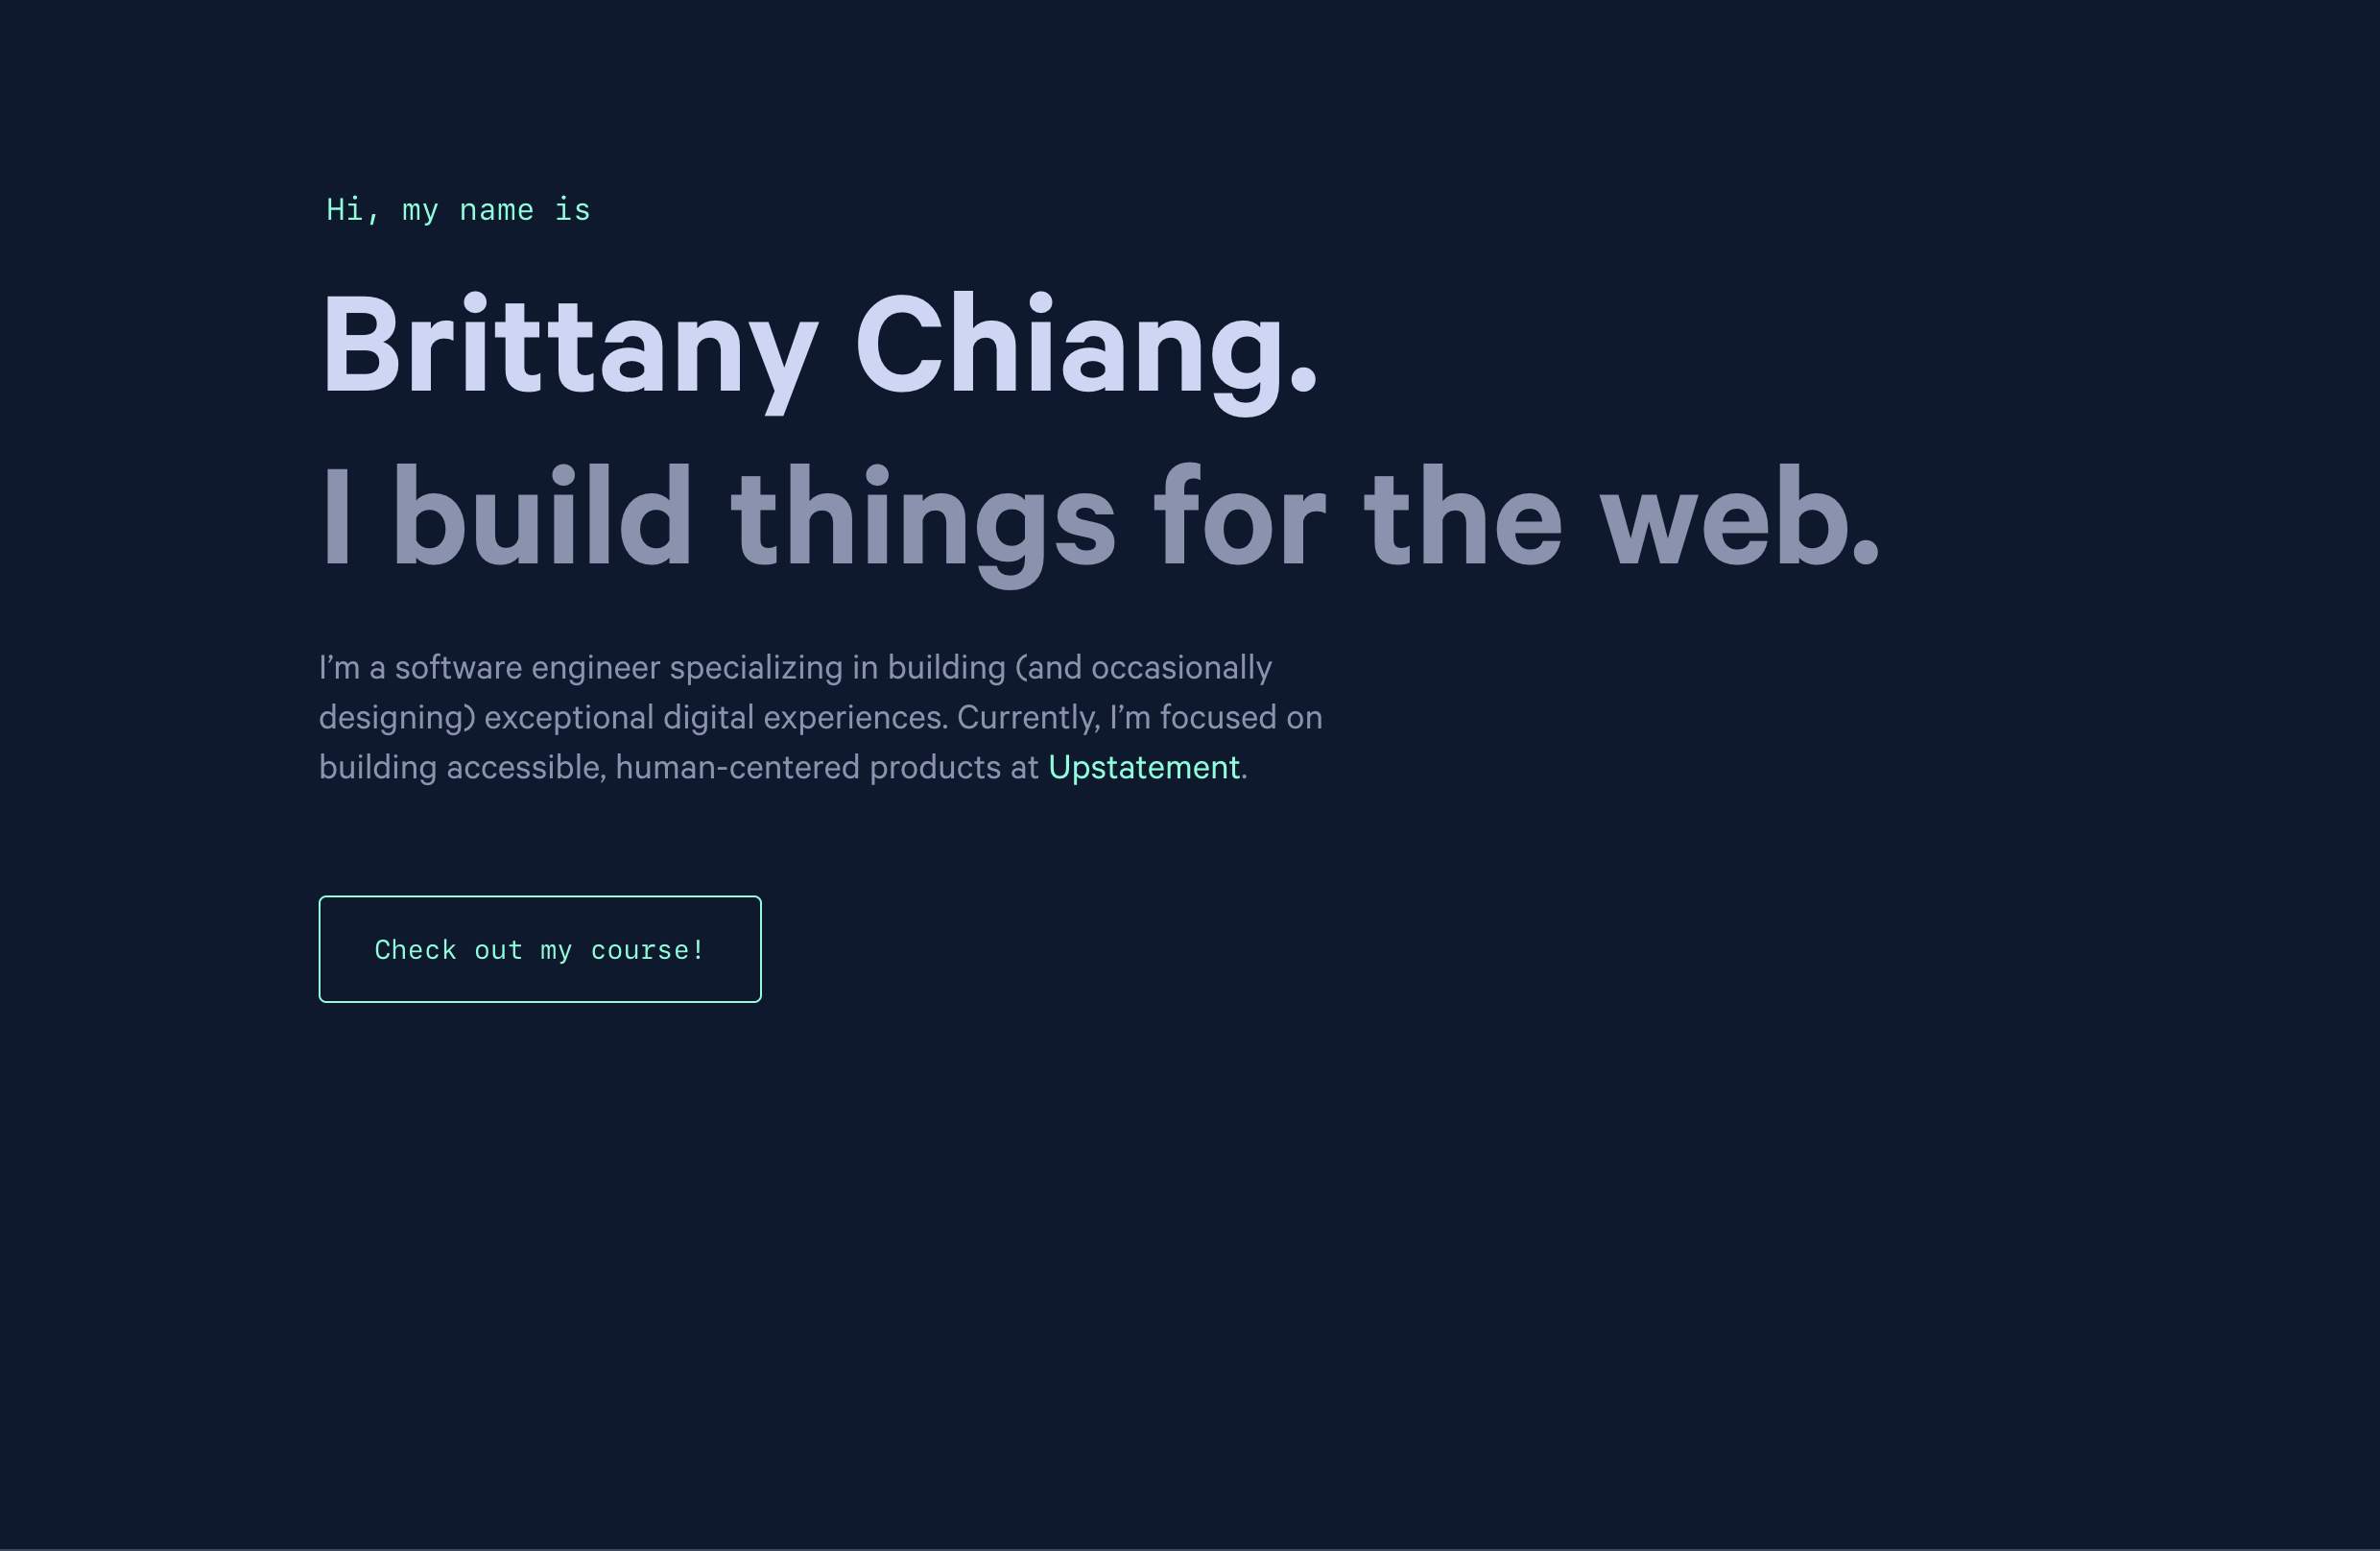 Hi, my name is
Brittany Chiang.
I build things for the web.
I’m a software engineer specializing in building (and occasionally
designing) exceptional digital experiences. Currently, I’m focused on
building accessible, human-centered products at Upstatement.
Check out my course!